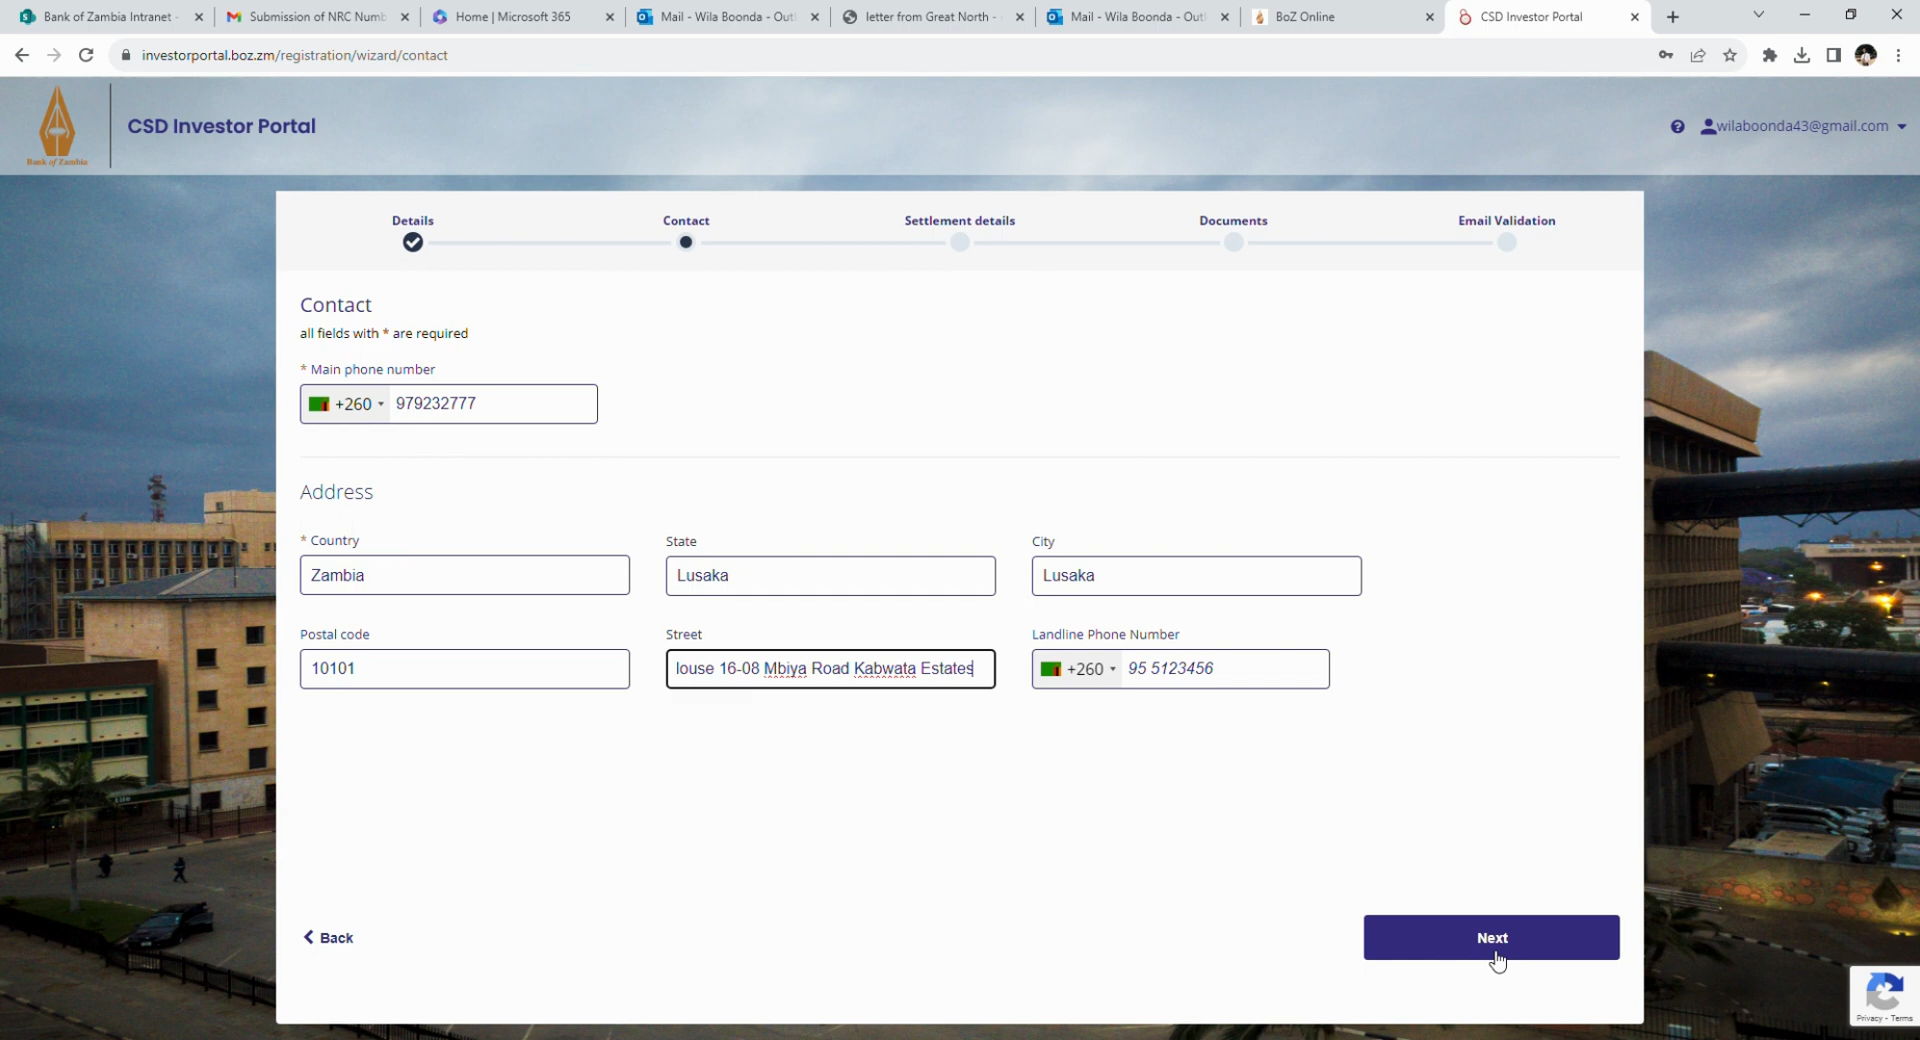 Bank of Zambia Intranet -
Submission of NRC Numb
Home | Microsoft 365
Mail - Wila Boonda - Outl
letter from Great North -
Mail - Wila Boonda - Outl
BoZ Online
CSD Investor Portal
investorportal.boz.zm/registration/wizard/contact
Bank of Zambia
CSD Investor Portal
wilaboonda43@gmail.com
Details
Contact
Settlement details
Documents
Email Validation
Contact
all fields with * are required
* Main phone number
+260
979232777
Address
* Country
State
City
Zambia
Lusaka
Lusaka
Postal code
Street
Landline Phone Number
10101
louse 16-08 Mbiya Road Kabwata Estates
+260
95 5123456
Back
Next
Privacy - Terms